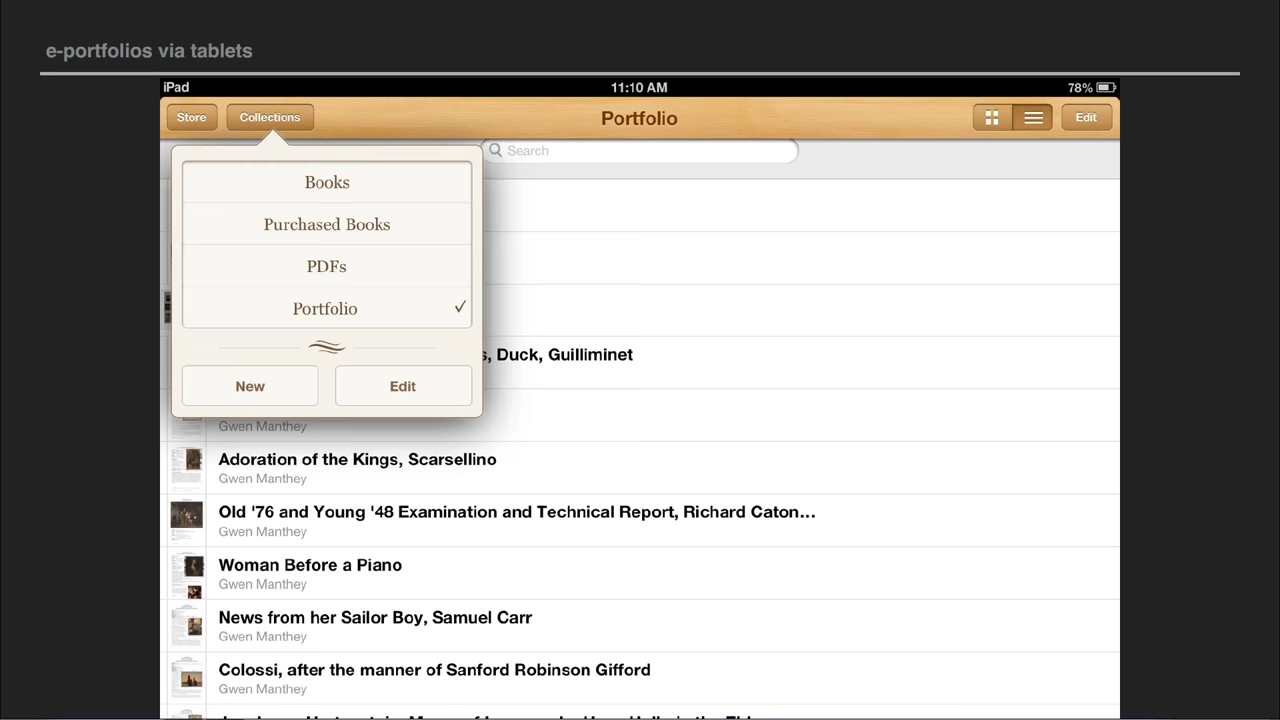 e-portfolios via tablets
iPad 11:10 AM 78%
Store Collections Portfolio Edit
Search
Books
Purchased Books
PDFs
Portfolio ✓
New Edit
, Duck, Guilliminet
Gwen Manthey
Adoration of the Kings, Scarsellino
Gwen Manthey
Old '76 and Young '48 Examination and Technical Report, Richard Caton...
Gwen Manthey
Woman Before a Piano
Gwen Manthey
News from her Sailor Boy, Samuel Carr
Gwen Manthey
Colossi, after the manner of Sanford Robinson Gifford
Gwen Manthey